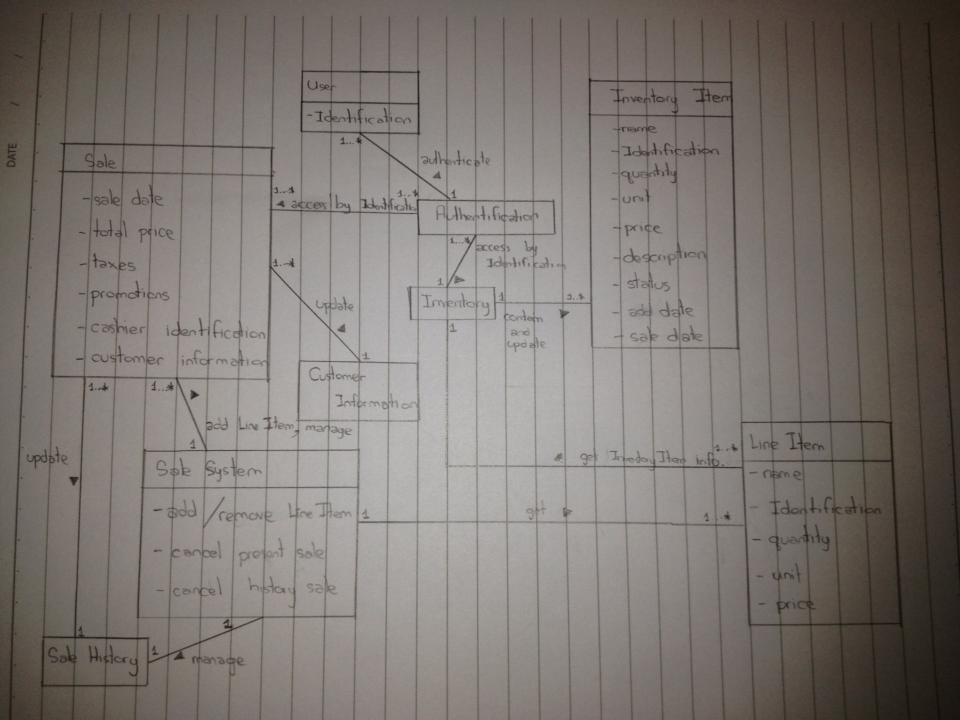 DATE
User
- Identification
1..*
authenticate
1
Inventory Item
- name
- Identification
- quantity
- unit
- price
- description
- status
- add date
- sale date
Sale
- sale date
- total price
- taxes
- promotions
- cashier identification
- customer information
1..*
1..*
access by Identificatio
Authentification
1..*
access by
Identification
1
Inventory
1
1..*
contain
and
update
1
1..*
update
1
Customer
Information
1..*
1..*
add Line Item, manage
1
update
Sale System
- add/remove Line Item
- cancel present sale
- cancel history sale
1..*
get InvedoyItem info.
1
get
1..*
Line Item
- name
- Identification
- quantity
- unit
- price
1
1
1
Sale History
manage